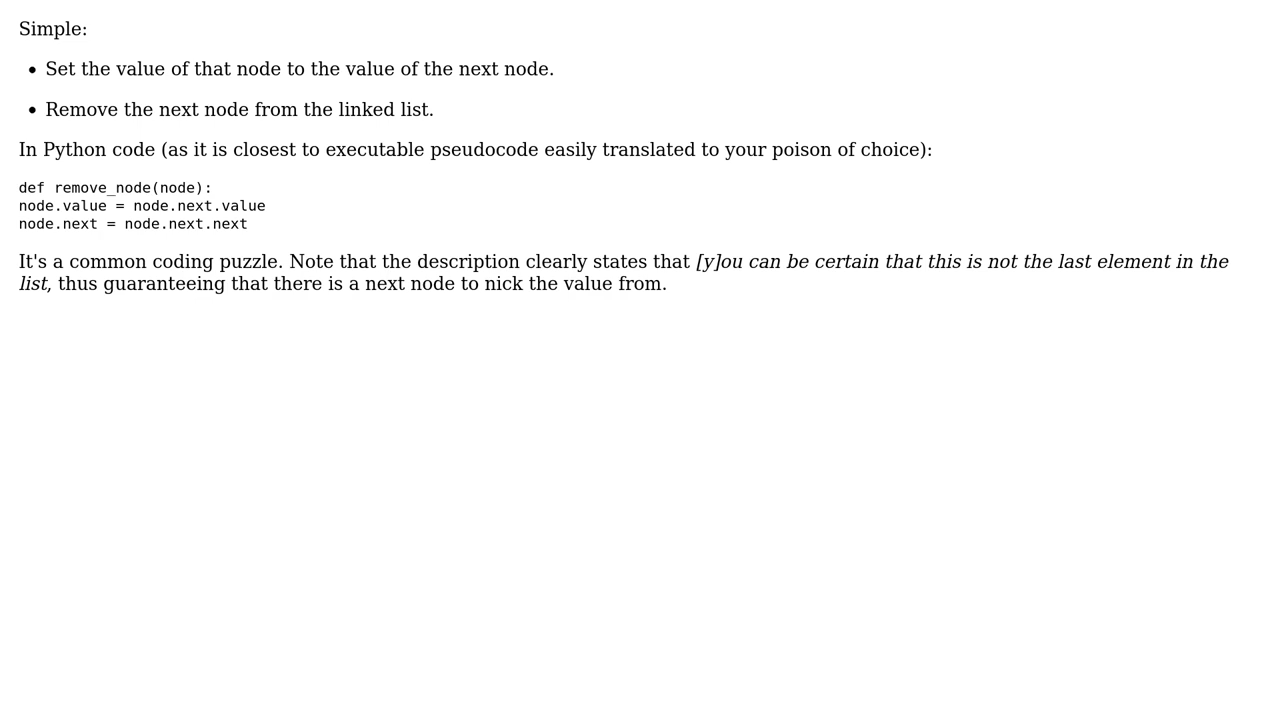 Simple:
• Set the value of that node to the value of the next node.
• Remove the next node from the linked list.
In Python code (as it is closest to executable pseudocode easily translated to your poison of choice):
def remove_node(node):
node.value = node.next.value
node.next = node.next.next
It's a common coding puzzle. Note that the description clearly states that [y]ou can be certain that this is not the last element in the
list, thus guaranteeing that there is a next node to nick the value from.